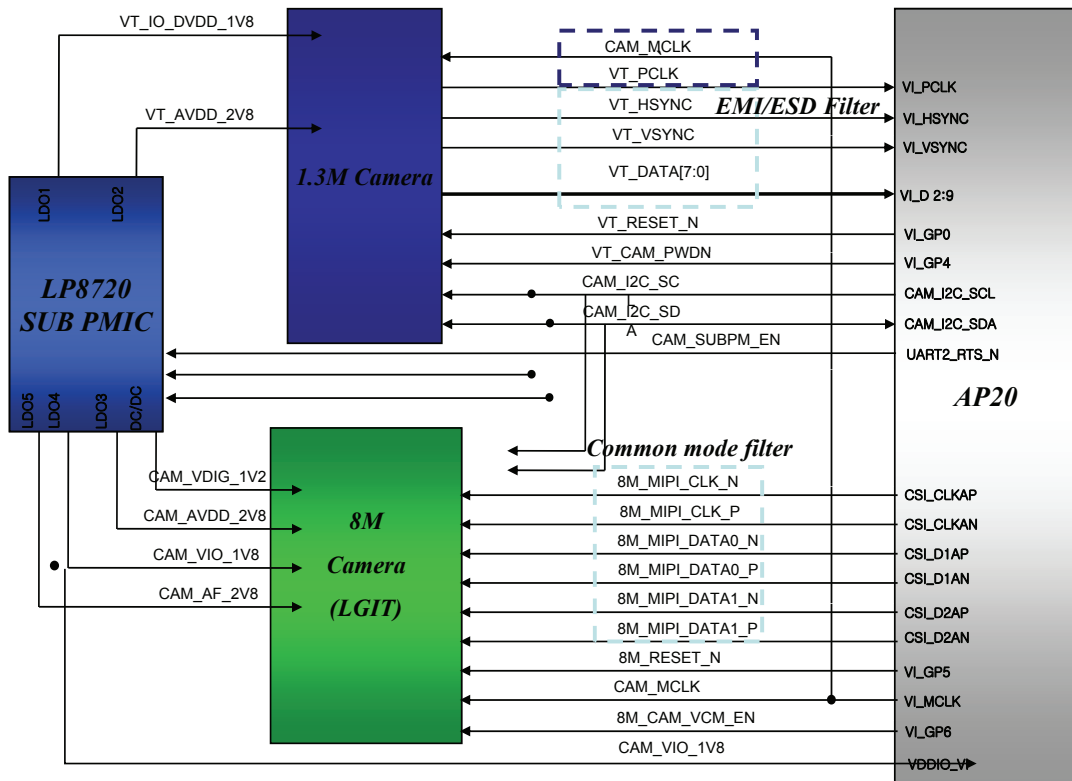 VT_IO_DVDD_1V8
CAM_MCLK
VT_PCLK
VI_PCLK
VT_HSYNC
EMI/ESD Filter
VI_HSYNC
VT_AVDD_2V8
VT_VSYNC
VI_VSYNC
1.3M Camera
VT_DATA[7:0]
VI_D 2:9
LDO1
LDO2
VT_RESET_N
VI_GP0
VT_CAM_PWDN
VI_GP4
LP8720
SUB PMIC
CAM_I2C_SC
L
CAM_I2C_SCL
CAM_I2C_SD
A
CAM_I2C_SDA
CAM_SUBPM_EN
UART2_RTS_N
AP20
LDO5
LDO4
LDO3
DC/DC
Common mode filter
CAM_VDIG_1V2
8M_MIPI_CLK_N
CSI_CLKAP
CAM_AVDD_2V8
8M
Camera
(LGIT)
8M_MIPI_CLK_P
CSI_CLKAN
CAM_VIO_1V8
8M_MIPI_DATA0_N
CSI_D1AP
8M_MIPI_DATA0_P
CSI_D1AN
CAM_AF_2V8
8M_MIPI_DATA1_N
CSI_D2AP
8M_MIPI_DATA1_P
CSI_D2AN
8M_RESET_N
VI_GP5
CAM_MCLK
VI_MCLK
8M_CAM_VCM_EN
VI_GP6
CAM_VIO_1V8
VDDIO_VI